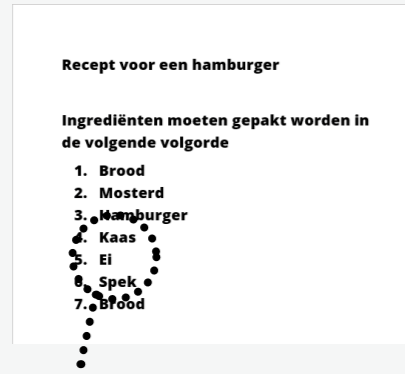 Recept voor een hamburger
Ingrediënten moeten gepakt worden in
de volgende volgorde
1. Brood
2. Mosterd
3. Hamburger
4. Kaas
5. Ei
6. Spek
7. Brood